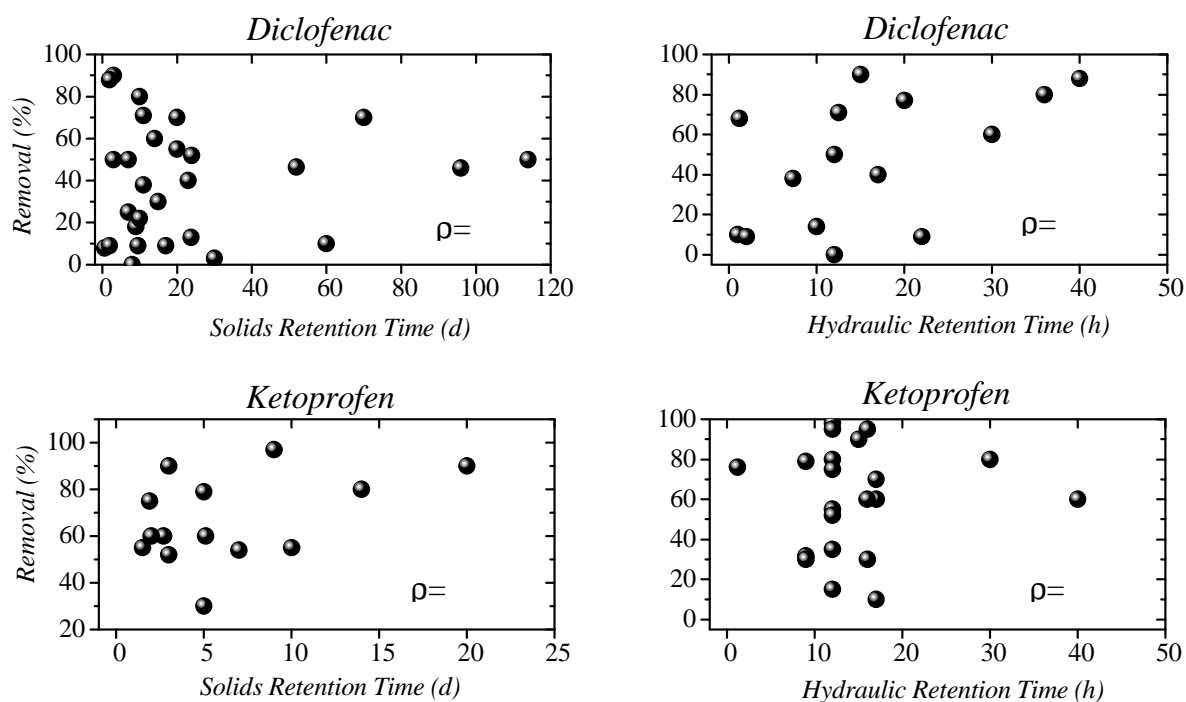 Diclofenac
100
80
60
40
20
0
Removal (%)
ρ=
0 20 40 60 80 100 120
Solids Retention Time (d)
Diclofenac
100
80
60
40
20
0
ρ=
0 10 20 30 40 50
Hydraulic Retention Time (h)
Ketoprofen
100
80
60
40
20
Removal (%)
ρ=
0 5 10 15 20 25
Solids Retention Time (d)
Ketoprofen
100
80
60
40
20
0
ρ=
0 10 20 30 40 50
Hydraulic Retention Time (h)